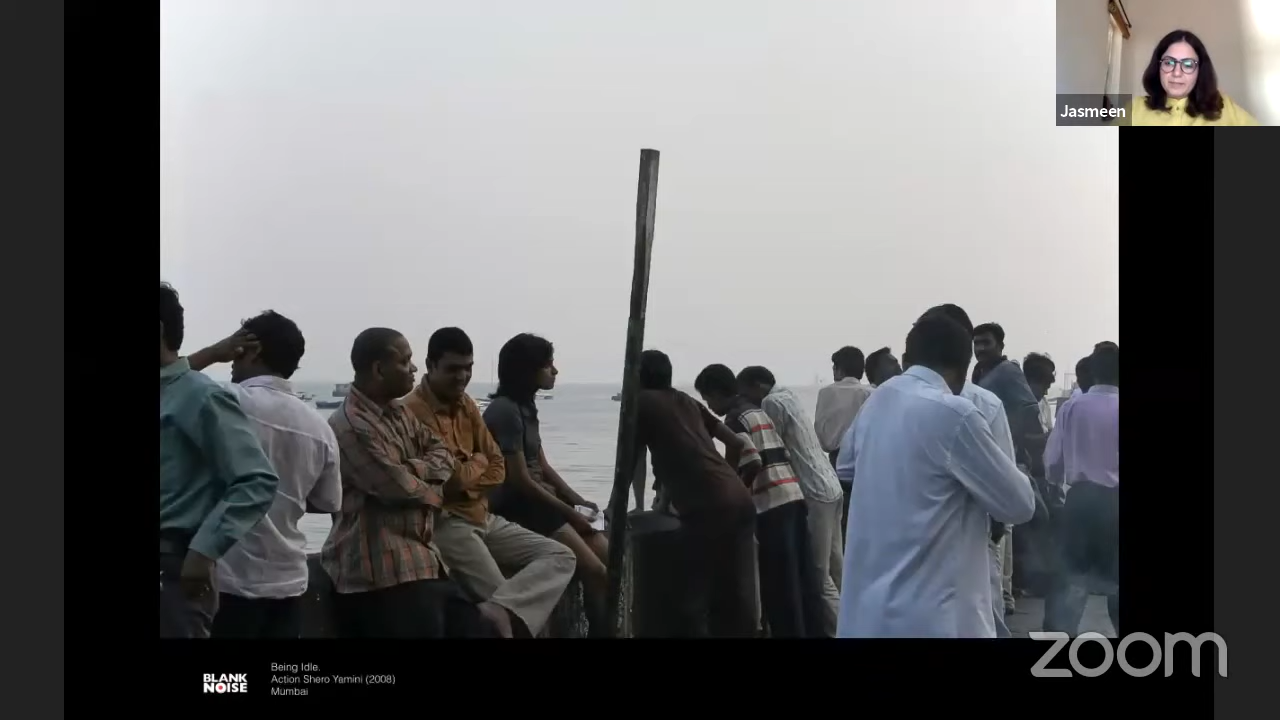 Jasmeen
BLANK
NOISE
Being Idle.
Action Shero Yamini (2008)
Mumbai
zoom